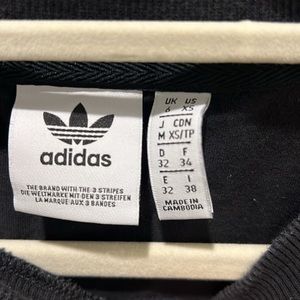 adidas
THE BRAND WITH THE 3 STRIPES
DIE WELTMARKE MIT DEN 3 STREIFEN
LA MARQUE AUX 3 BANDES
UK US
6 XS
J CDN
M XS/TP
D F
32 34
E I
32 38
MADE IN
CAMBODIA